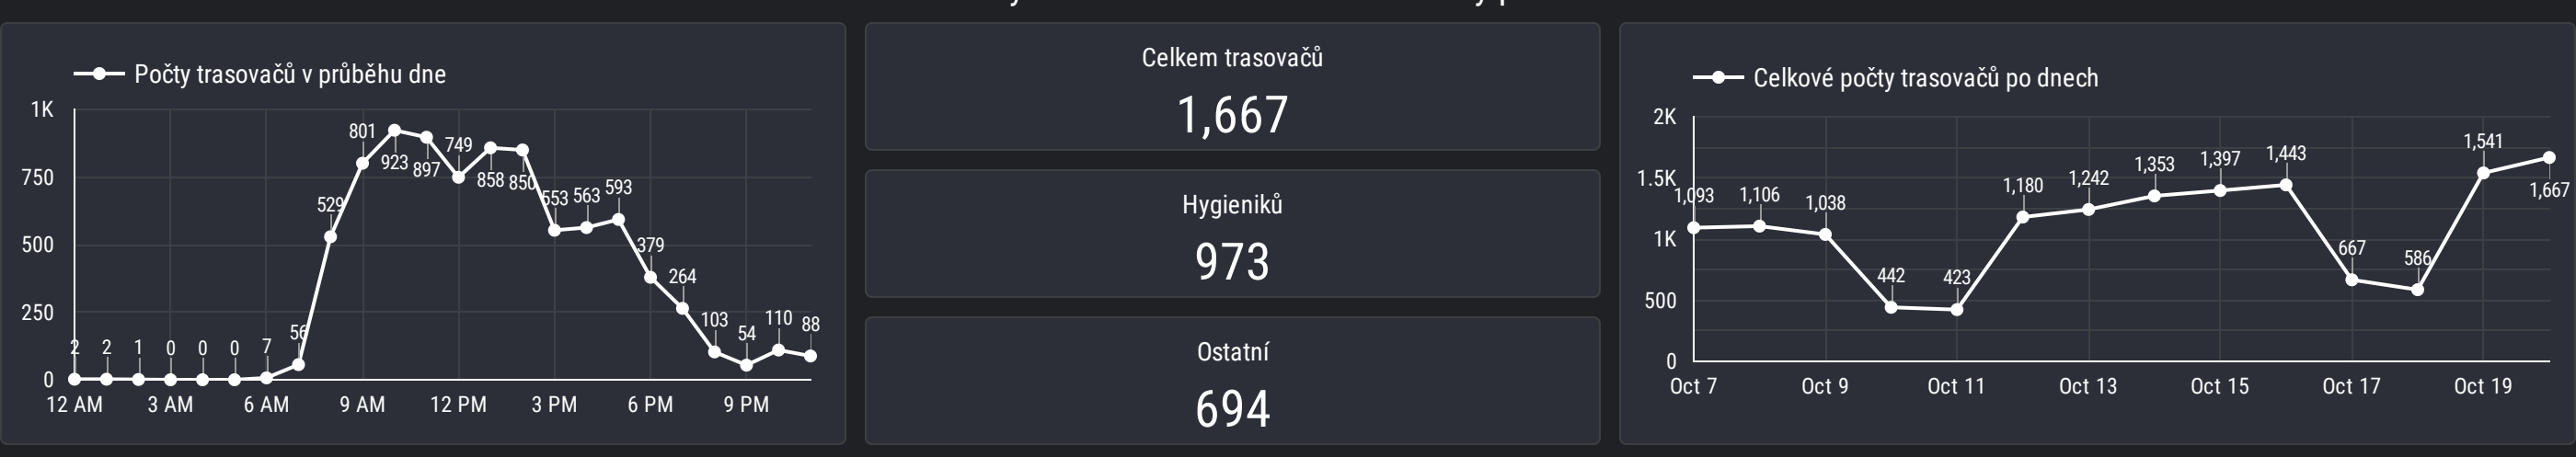 Počty trasovačů v průběhu dne
1K
750
500
250
0
801
923
897
749
858
850
553
563
593
529
379
264
103
54
110
88
2
2
1
0
0
0
7
56
12 AM
3 AM
6 AM
9 AM
12 PM
3 PM
6 PM
9 PM
Celkem trasovačů
1,667
Hygieniků
973
Ostatní
694
Celkové počty trasovačů po dnech
2K
1.5K
1K
500
0
1,093
1,106
1,038
442
423
1,180
1,242
1,353
1,397
1,443
667
586
1,541
1,667
Oct 7
Oct 9
Oct 11
Oct 13
Oct 15
Oct 17
Oct 19